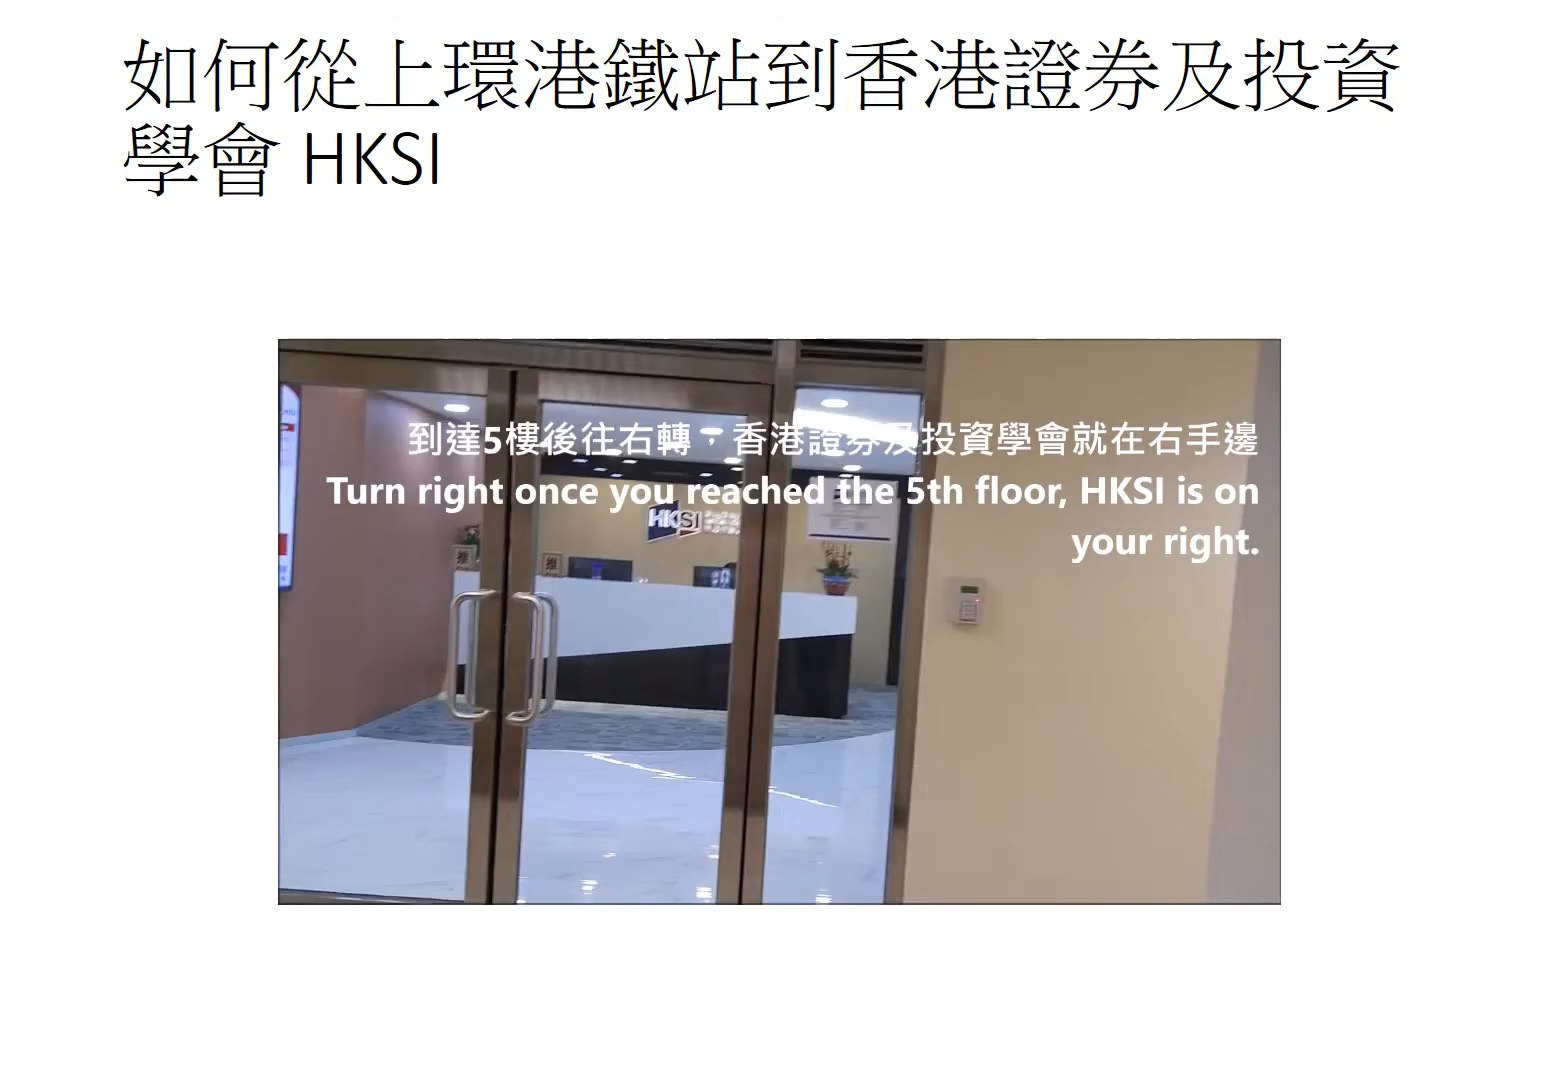 如何從上環港鐵站到香港證券及投資
學會 HKSI
到達5樓後往右轉，香港證券及投資學會就在右手邊
Turn right once you reached the 5th floor, HKSI is on
your right.
HKSI
推
推